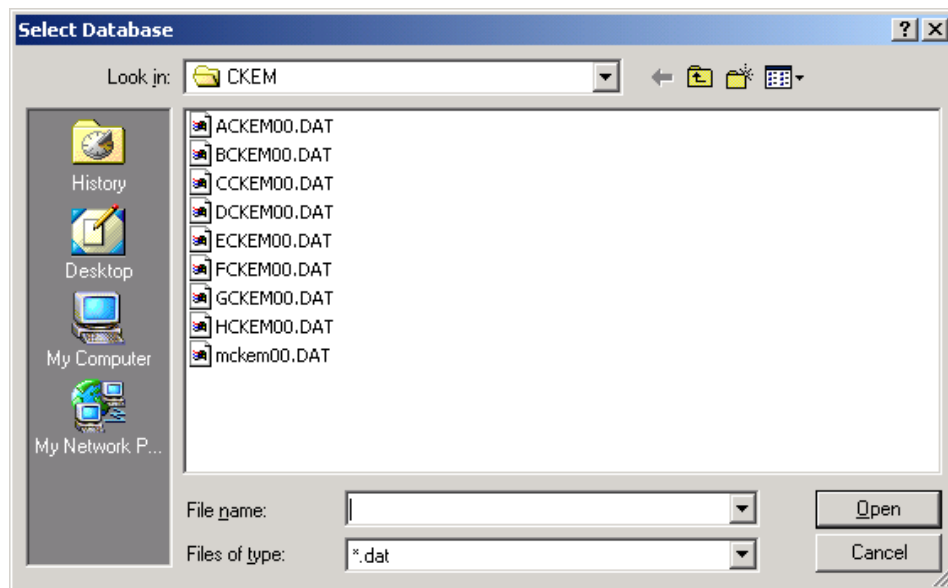 Select Database
Look in: CKEM
History
Desktop
My Computer
My Network P...
ACKEM00.DAT
BCKEM00.DAT
CCKEM00.DAT
DCKEM00.DAT
ECKEM00.DAT
FCKEM00.DAT
GCKEM00.DAT
HCKEM00.DAT
mckem00.DAT
File name:
Open
Files of type: *.dat
Cancel